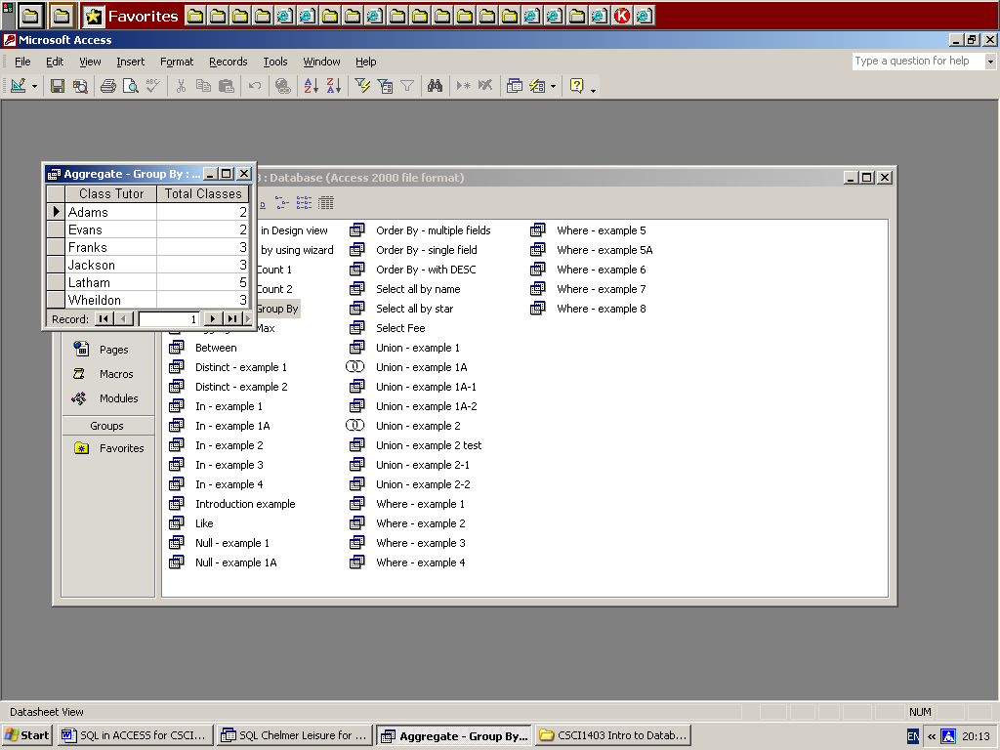 Favorites
K
Microsoft Access
File Edit View Insert Format Records Tools Window Help
Type a question for help
Aggregate - Group By : ...
Class Tutor Total Classes
Adams 2
Evans 2
Franks 3
Jackson 3
Latham 5
Wheildon 3
Record: 1
: Database (Access 2000 file format)
in Design view
by using wizard
Count 1
Count 2
Group By
Max
Between
Distinct - example 1
Distinct - example 2
In - example 1
In - example 1A
In - example 2
In - example 3
In - example 4
Introduction example
Like
Null - example 1
Null - example 1A
Order By - multiple fields
Order By - single field
Order By - with DESC
Select all by name
Select all by star
Select Fee
Union - example 1
Union - example 1A
Union - example 1A-1
Union - example 1A-2
Union - example 2
Union - example 2 test
Union - example 2-1
Union - example 2-2
Where - example 1
Where - example 2
Where - example 3
Where - example 4
Where - example 5
Where - example 5A
Where - example 6
Where - example 7
Where - example 8
Pages
Macros
Modules
Groups
Favorites
Datasheet View
NUM
Start
SQL in ACCESS for CSCI...
SQL Chelmer Leisure for ...
Aggregate - Group By...
CSCI1403 Intro to Datab...
EN
«
20:13